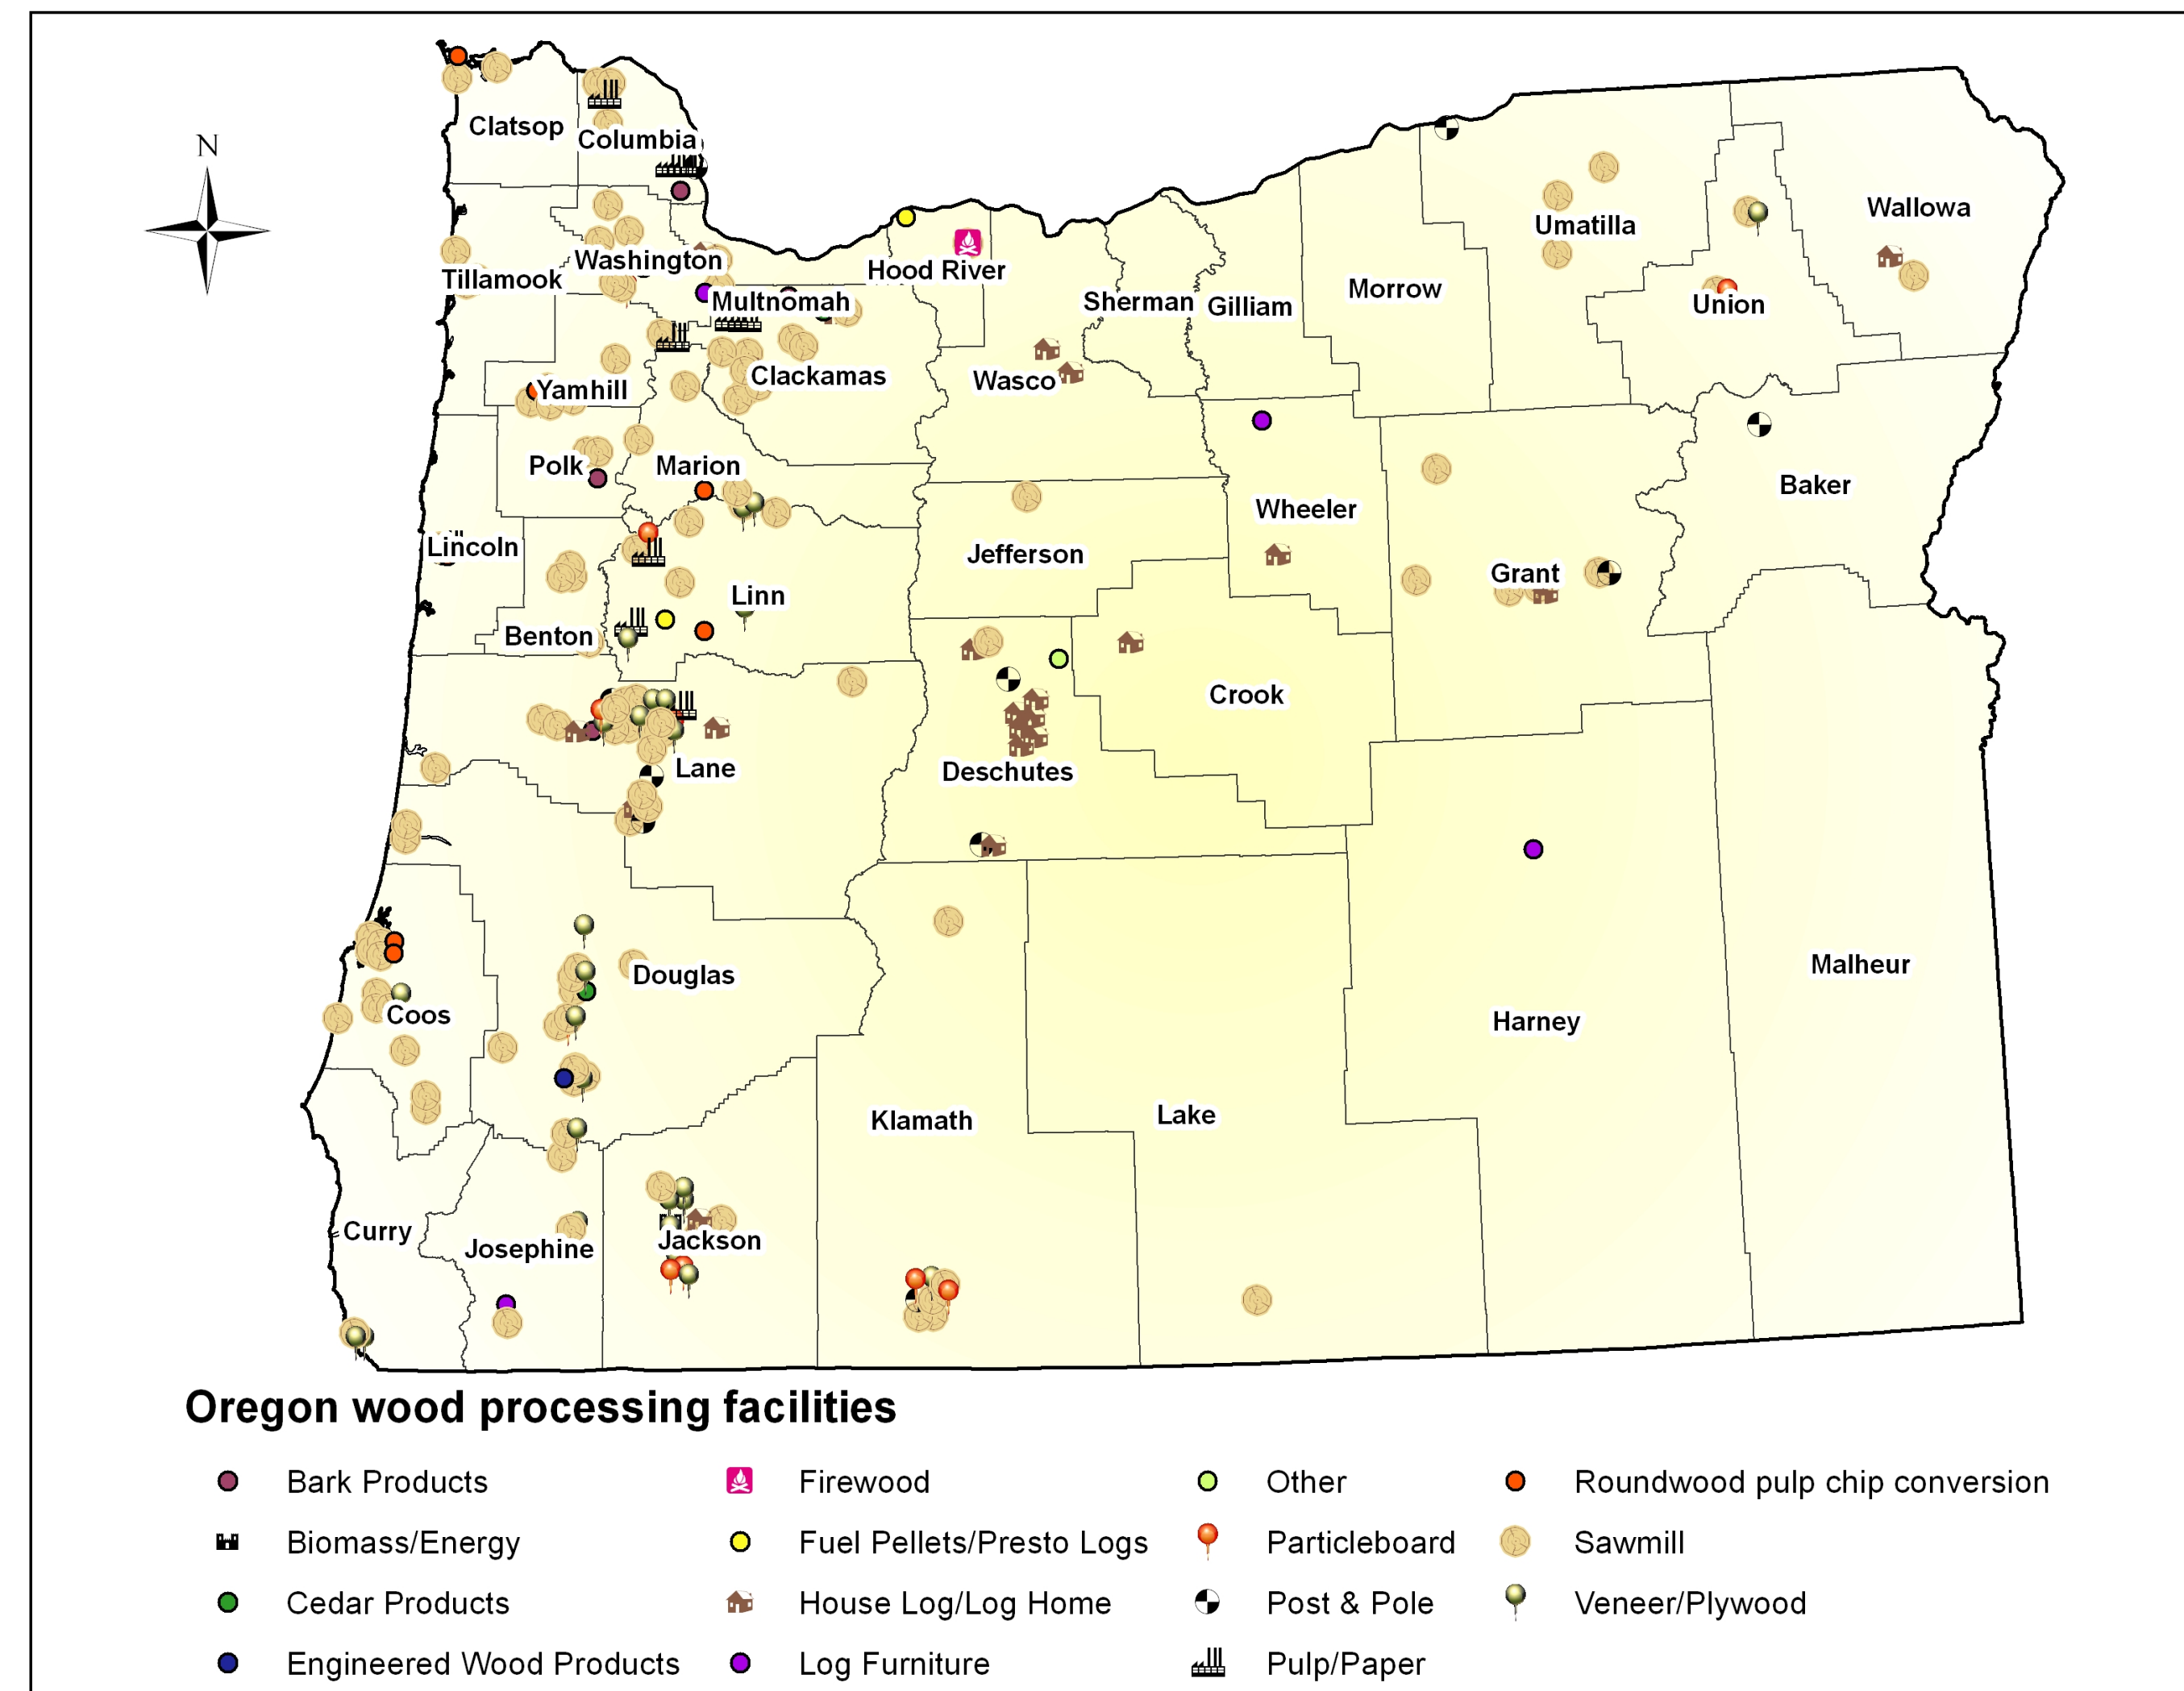 N
Clatsop
Columbia
Wallowa
Umatilla
Washington
Hood River
Tillamook
Morrow
Multnomah
Sherman
Gilliam
Union
Clackamas
Wasco
Yamhill
Polk
Marion
Baker
Wheeler
Lincoln
Jefferson
Grant
Linn
Benton
Crook
Lane
Deschutes
Malheur
Douglas
Coos
Harney
Lake
Klamath
Curry
Jackson
Josephine
Oregon wood processing facilities
Bark Products
Firewood
Other
Roundwood pulp chip conversion
Biomass/Energy
Fuel Pellets/Presto Logs
Particleboard
Sawmill
Cedar Products
House Log/Log Home
Post & Pole
Veneer/Plywood
Engineered Wood Products
Log Furniture
Pulp/Paper